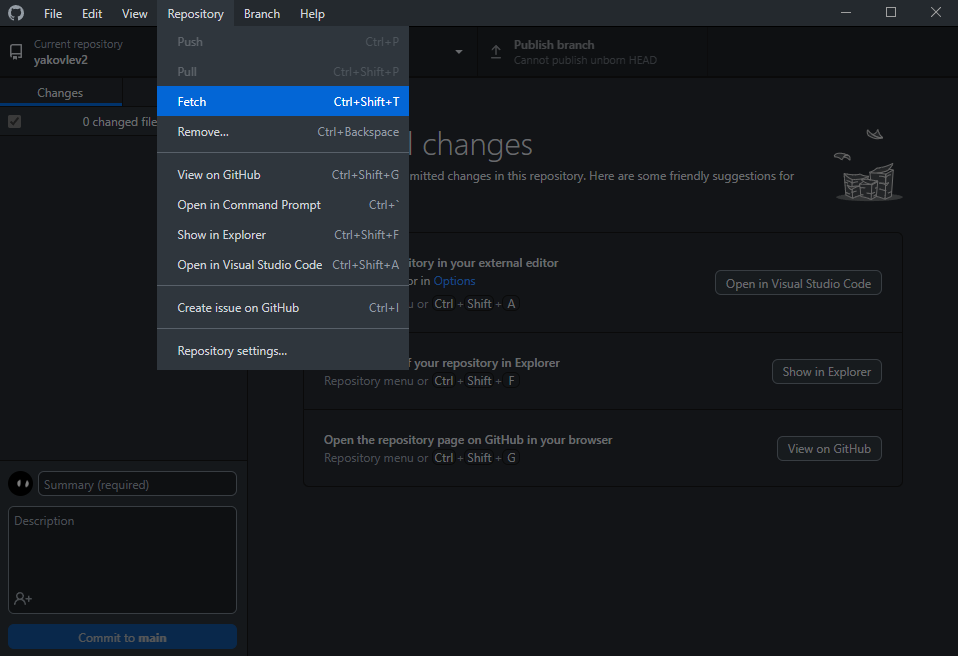 File Edit View Repository Branch Help
Current repository
yakovlev2
Publish branch
Cannot publish unborn HEAD
Changes
0 changed file
Push Ctrl+P
Pull Ctrl+Shift+P
Fetch Ctrl+Shift+T
Remove... Ctrl+Backspace
View on GitHub Ctrl+Shift+G
Open in Command Prompt Ctrl+`
Show in Explorer Ctrl+Shift+F
Open in Visual Studio Code Ctrl+Shift+A
Create issue on GitHub Ctrl+I
Repository settings...
changes
mitted changes in this repository. Here are some friendly suggestions for
itory in your external editor
or in Options
u or Ctrl + Shift + A
Open in Visual Studio Code
f your repository in Explorer
Repository menu or Ctrl + Shift + F
Show in Explorer
Open the repository page on GitHub in your browser
Repository menu or Ctrl + Shift + G
View on GitHub
Summary (required)
Description
Commit to main